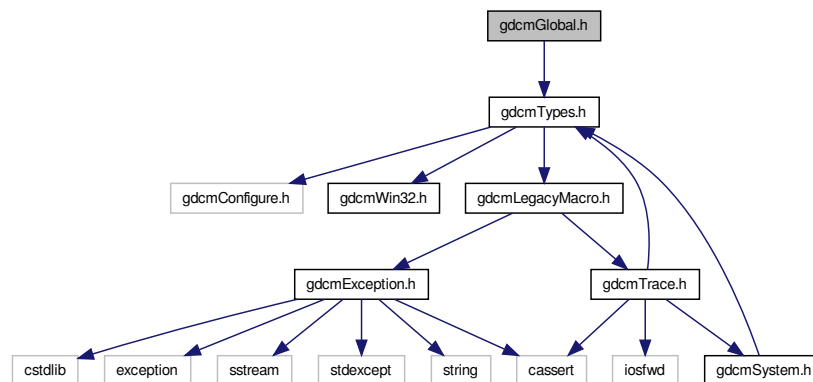 gdcmGlobal.h
gdcmTypes.h
gdcmConfigure.h
gdcmWin32.h
gdcmLegacyMacro.h
gdcmException.h
gdcmTrace.h
cstdlib
exception
sstream
stdexcept
string
cassert
iosfwd
gdcmSystem.h